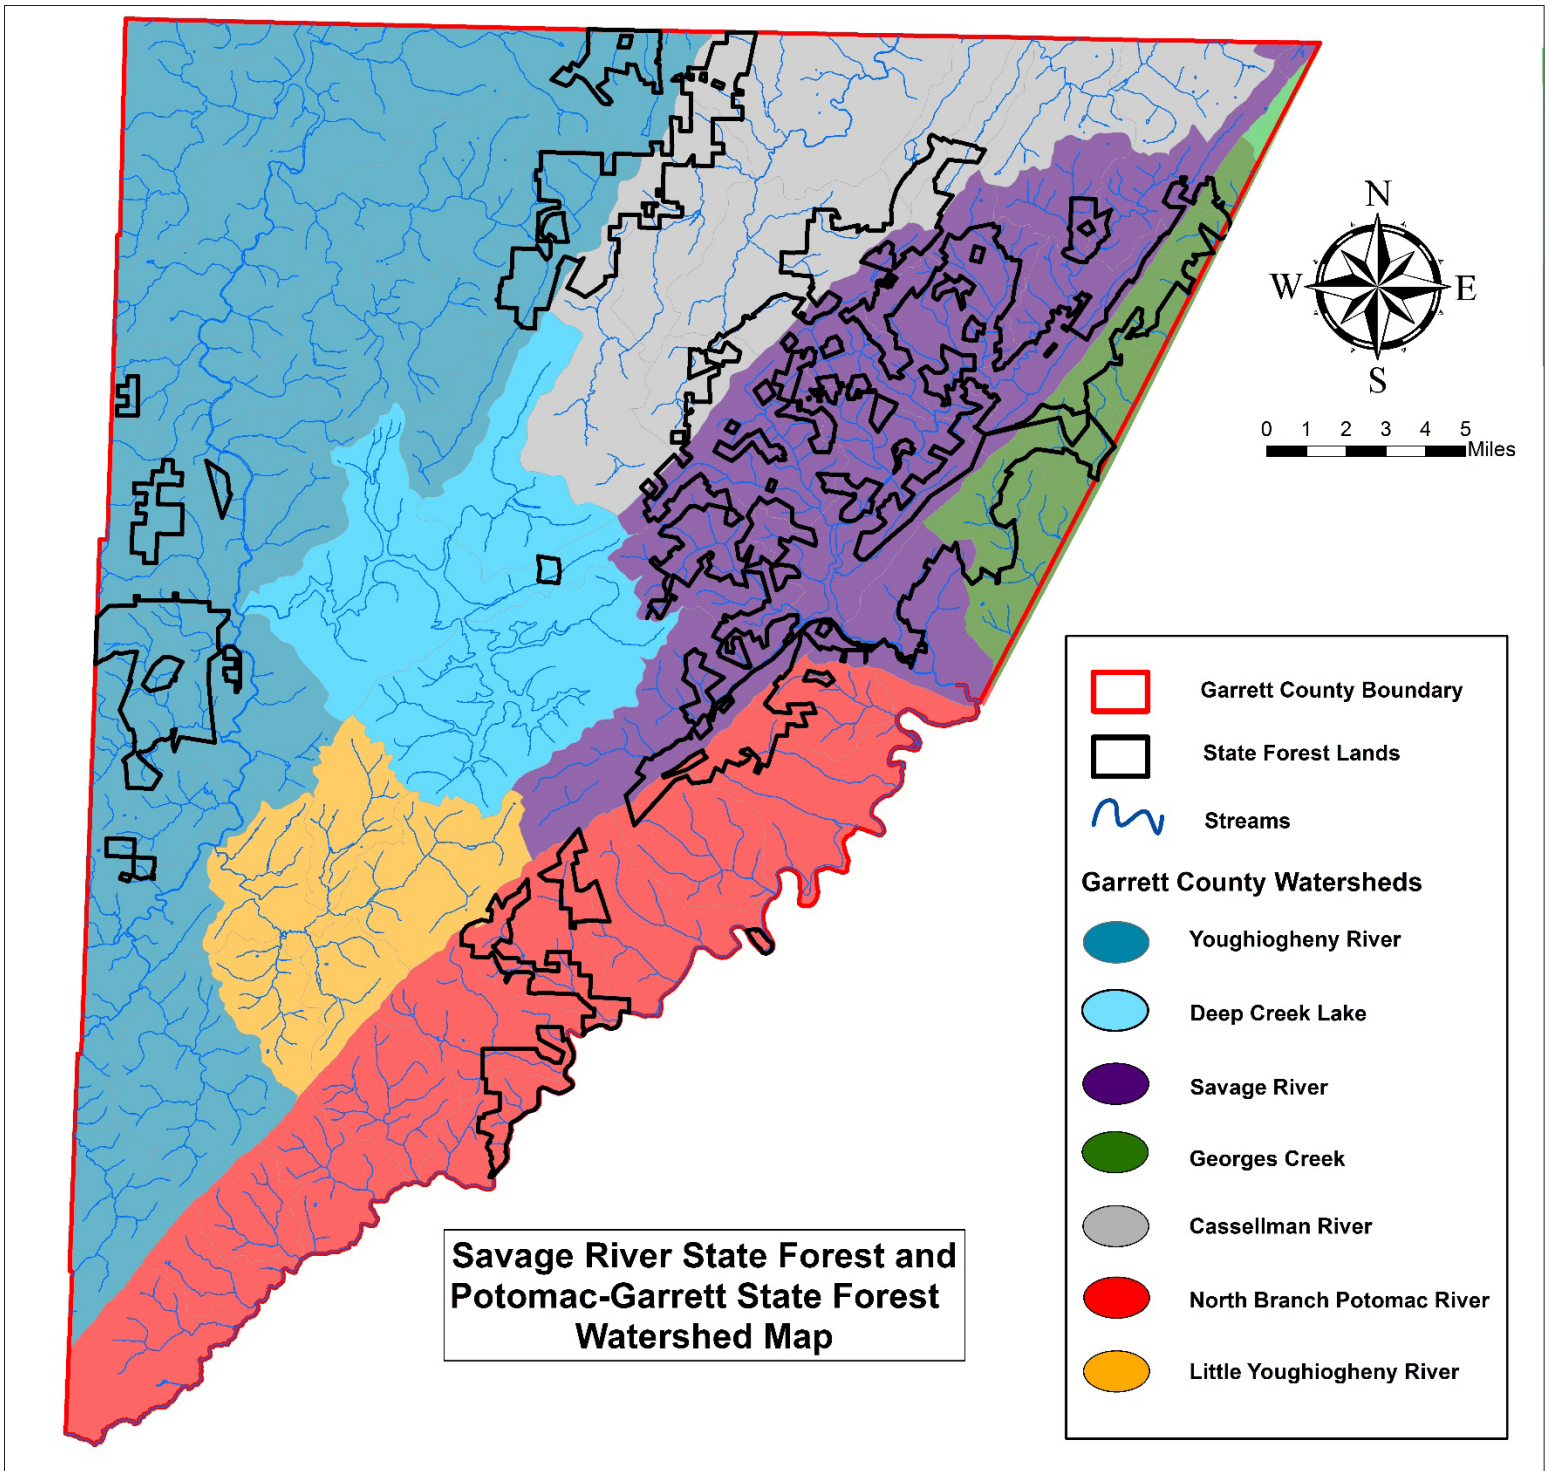 N
W
E
S
0 1 2 3 4 5
Miles
Garrett County Boundary
State Forest Lands
Streams
Garrett County Watersheds
Youghiogheny River
Deep Creek Lake
Savage River
Georges Creek
Cassellman River
North Branch Potomac River
Little Youghiogheny River
Savage River State Forest and
Potomac-Garrett State Forest
Watershed Map